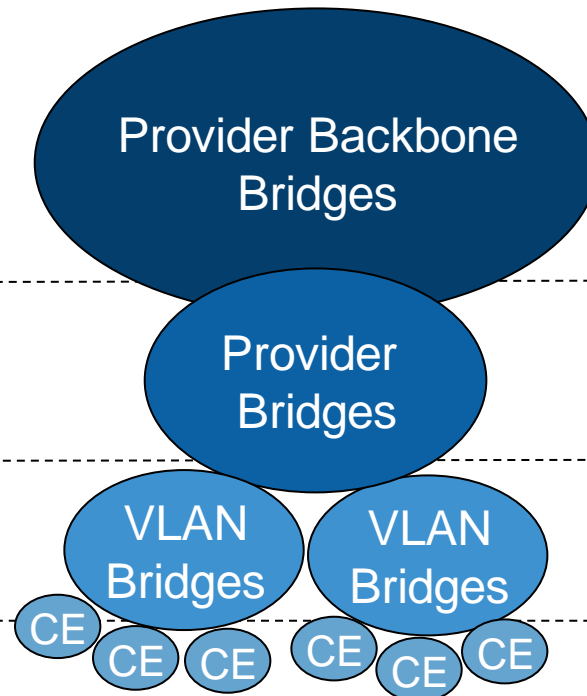 Provider Backbone
Bridges
Provider
Bridges
VLAN
Bridges
VLAN
Bridges
CE
CE
CE
CE
CE
CE